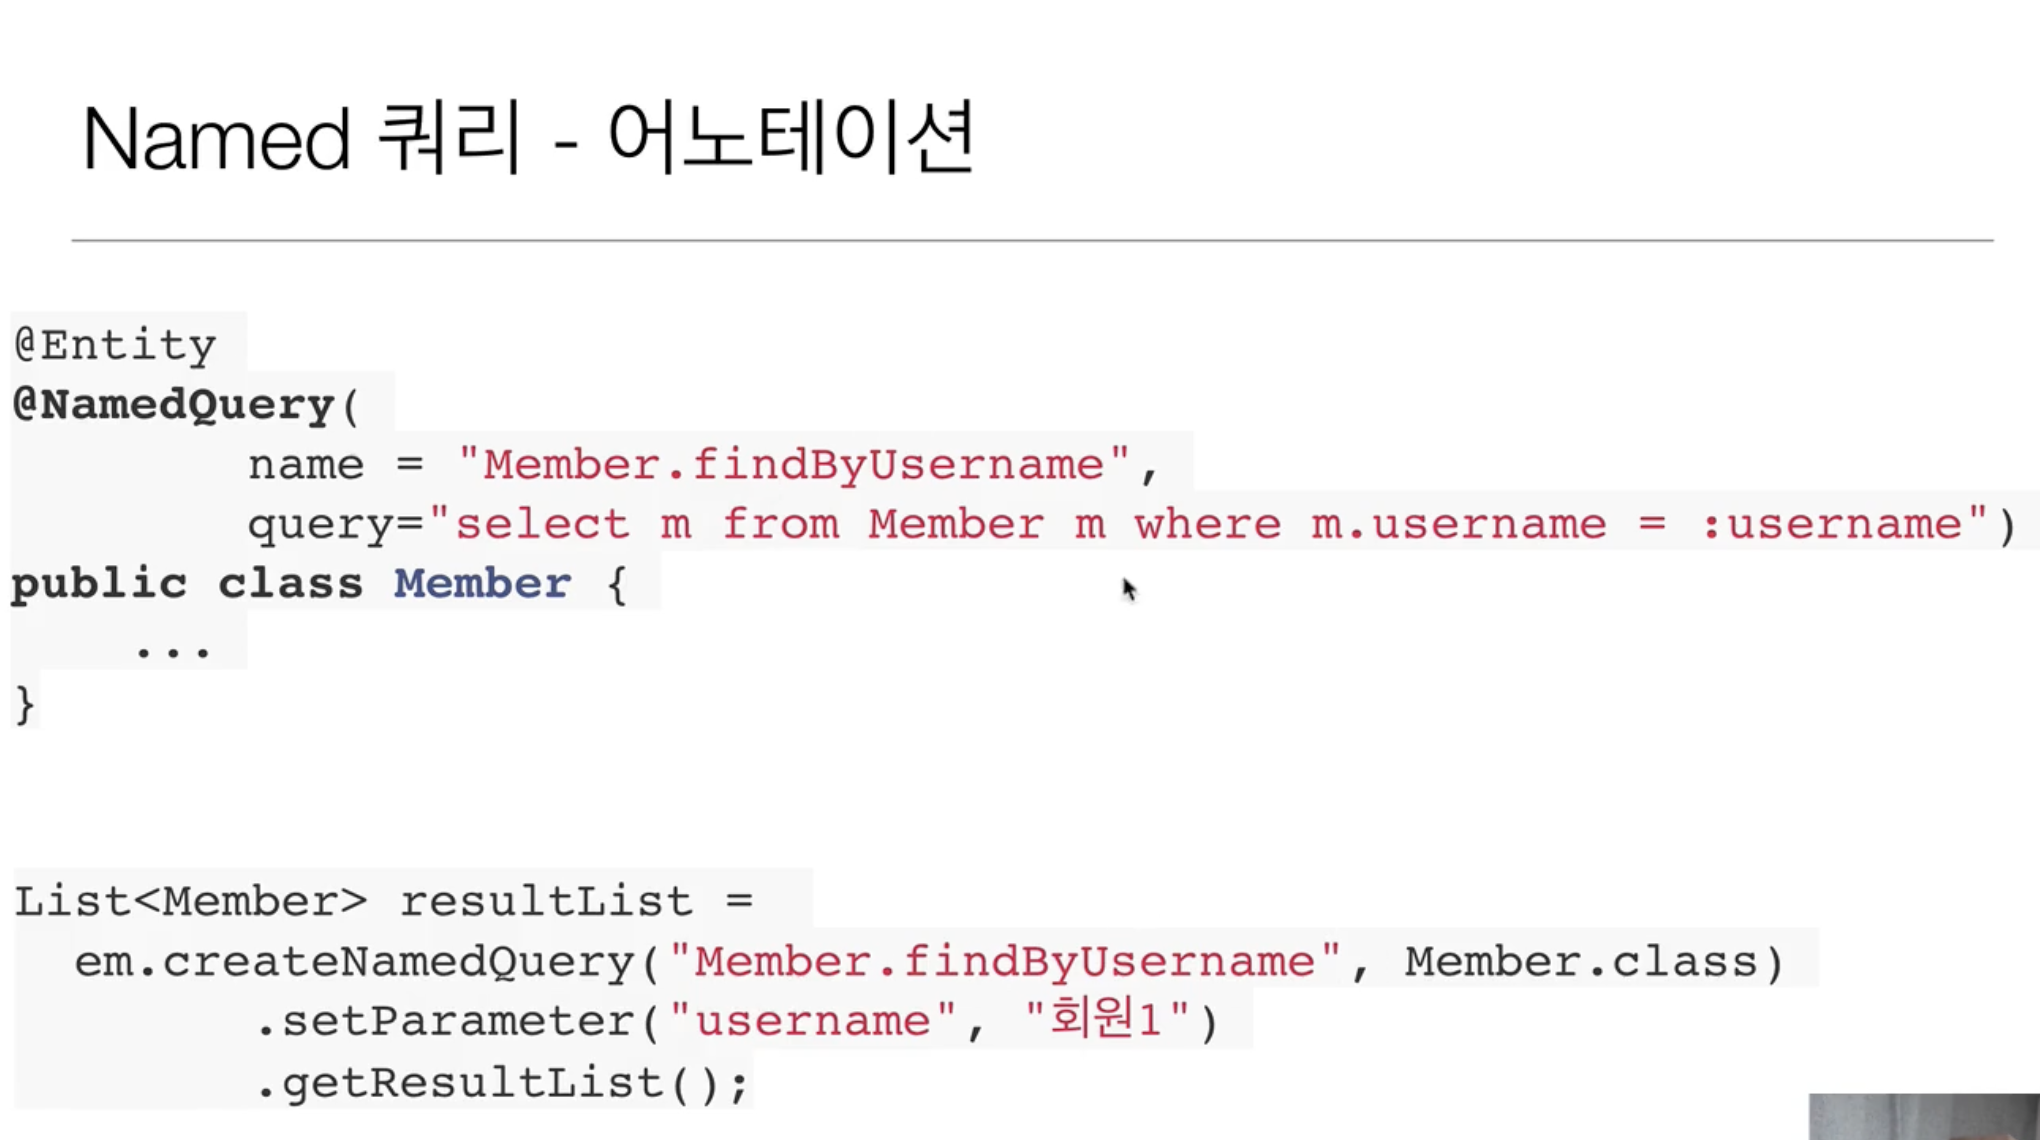 Named 쿼리 - 어노테이션
@Entity
@NamedQuery(
name = "Member.findByUsername",
query="select m from Member m where m.username = :username")
public class Member {
...
}
List<Member> resultList =
em.createNamedQuery("Member.findByUsername", Member.class)
.setParameter("username", "회원1")
.getResultList();